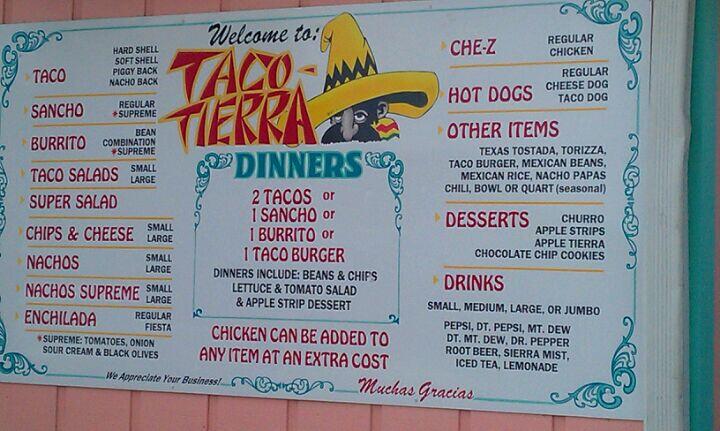 Welcome to:
TACO-
TIERRA
TACO
HARD SHELL
SOFT SHELL
PIGGY BACK
NACHO BACK
SANCHO
REGULAR
*SUPREME
BURRITO
BEAN
COMBINATION
*SUPREME
TACO SALADS
SMALL
LARGE
SUPER SALAD
CHIPS & CHEESE
SMALL
LARGE
NACHOS
SMALL
LARGE
NACHOS SUPREME
SMALL
LARGE
ENCHILADA
REGULAR
FIESTA
*SUPREME: TOMATOES, ONION
SOUR CREAM & BLACK OLIVES
DINNERS
2 TACOS or
1 SANCHO or
1 BURRITO or
1 TACO BURGER
DINNERS INCLUDE: BEANS & CHIPS
LETTUCE & TOMATO SALAD
& APPLE STRIP DESSERT
CHICKEN CAN BE ADDED TO
ANY ITEM AT AN EXTRA COST
CHE-Z
REGULAR
CHICKEN
HOT DOGS
REGULAR
CHEESE DOG
TACO DOG
OTHER ITEMS
TEXAS TOSTADA, TORIZZA,
TACO BURGER, MEXICAN BEANS,
MEXICAN RICE, NACHO PAPAS
CHILI, BOWL OR QUART (seasonal)
DESSERTS
CHURRO
APPLE STRIPS
APPLE TIERRA
CHOCOLATE CHIP COOKIES
DRINKS
SMALL, MEDIUM, LARGE, OR JUMBO
PEPSI, DT. PEPSI, MT. DEW
DT. MT. DEW, DR. PEPPER
ROOT BEER, SIERRA MIST,
ICED TEA, LEMONADE
We Appreciate Your Business!
Muchas Gracias